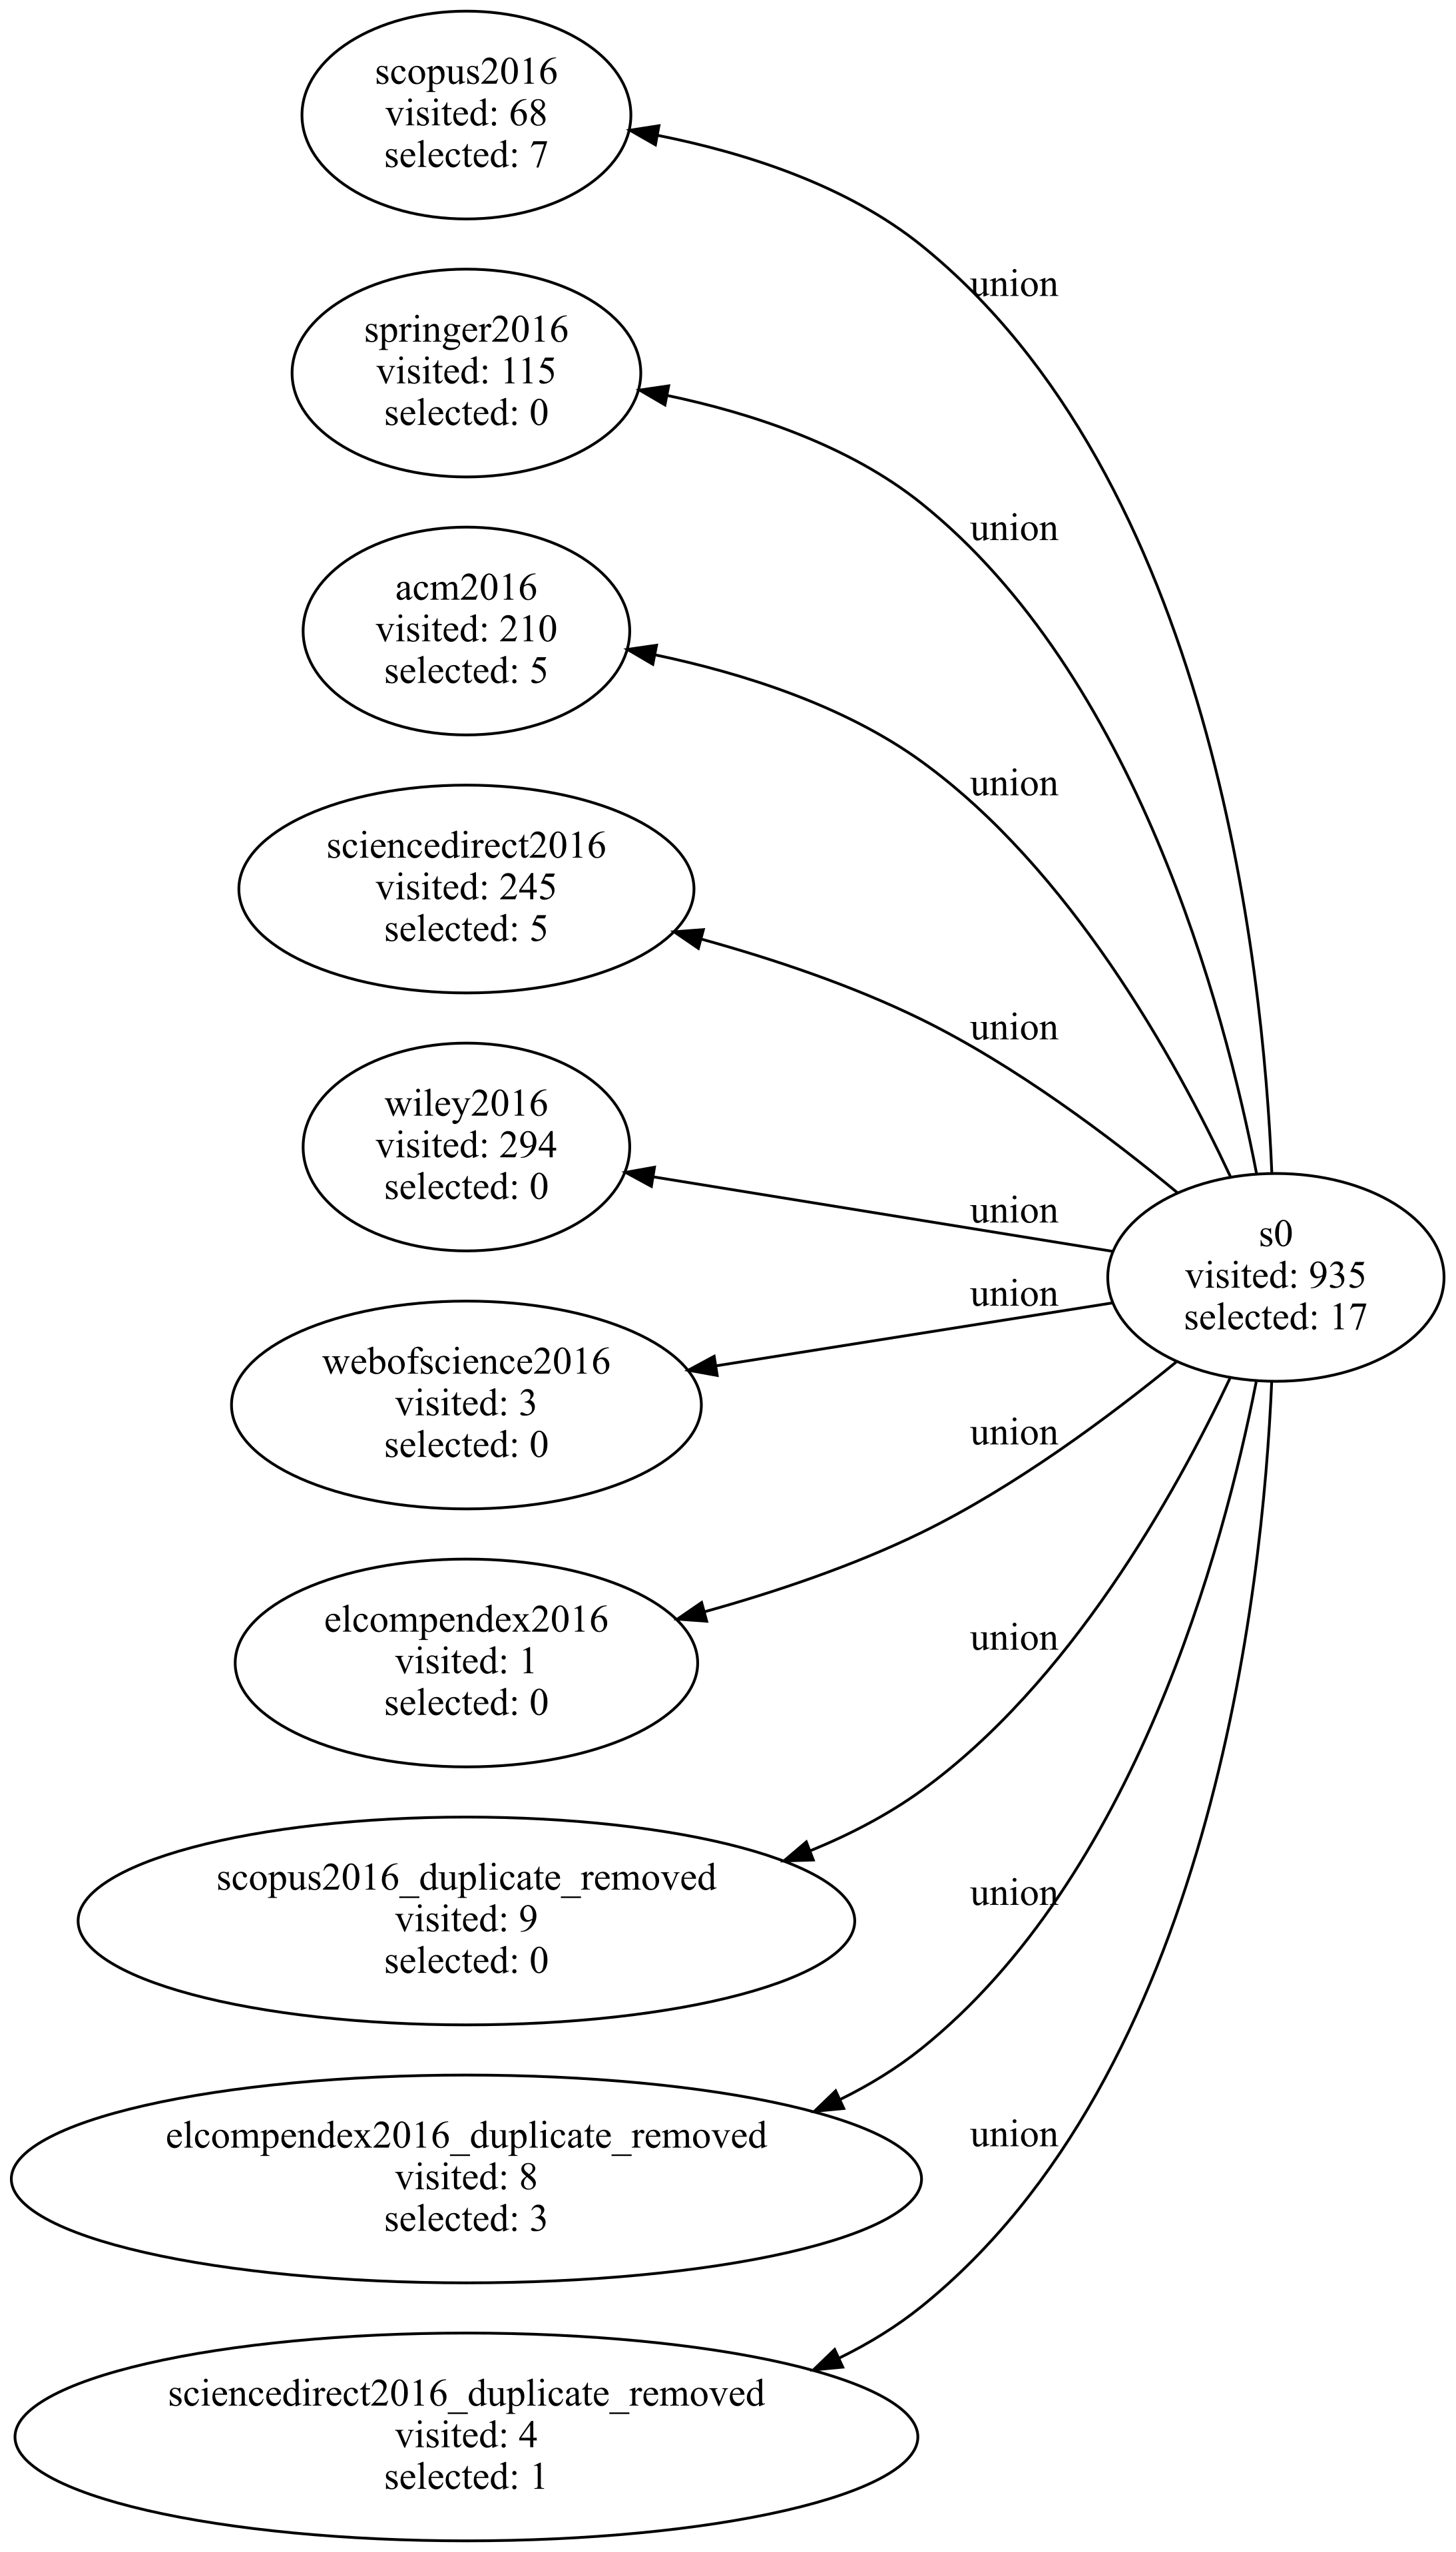 scopus2016
visited: 68
selected: 7
union
springer2016
visited: 115
selected: 0
union
acm2016
visited: 210
selected: 5
union
sciencedirect2016
visited: 245
selected: 5
union
wiley2016
visited: 294
selected: 0
union
s0
visited: 935
selected: 17
union
webofscience2016
visited: 3
selected: 0
union
elcompendex2016
visited: 1
selected: 0
union
scopus2016_duplicate_removed
visited: 9
selected: 0
union
elcompendex2016_duplicate_removed
visited: 8
selected: 3
union
sciencedirect2016_duplicate_removed
visited: 4
selected: 1